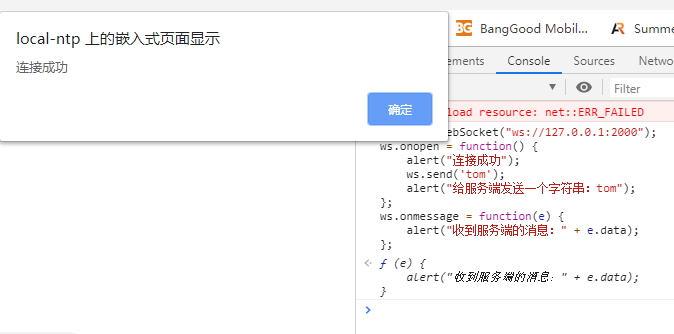 local-ntp 上的嵌入式页面显示
连接成功
确定
BangGood Mobil...
Summe
ements Console Sources Networ
Filter
load resource: net::ERR_FAILED
ebSocket("ws://127.0.0.1:2000");
ws.onopen = function() {
alert("连接成功");
ws.send('tom');
alert("给服务端发送一个字符串：tom");
};
ws.onmessage = function(e) {
alert("收到服务端的消息：" + e.data);
};
ƒ (e) {
alert("收到服务端的消息：" + e.data);
}